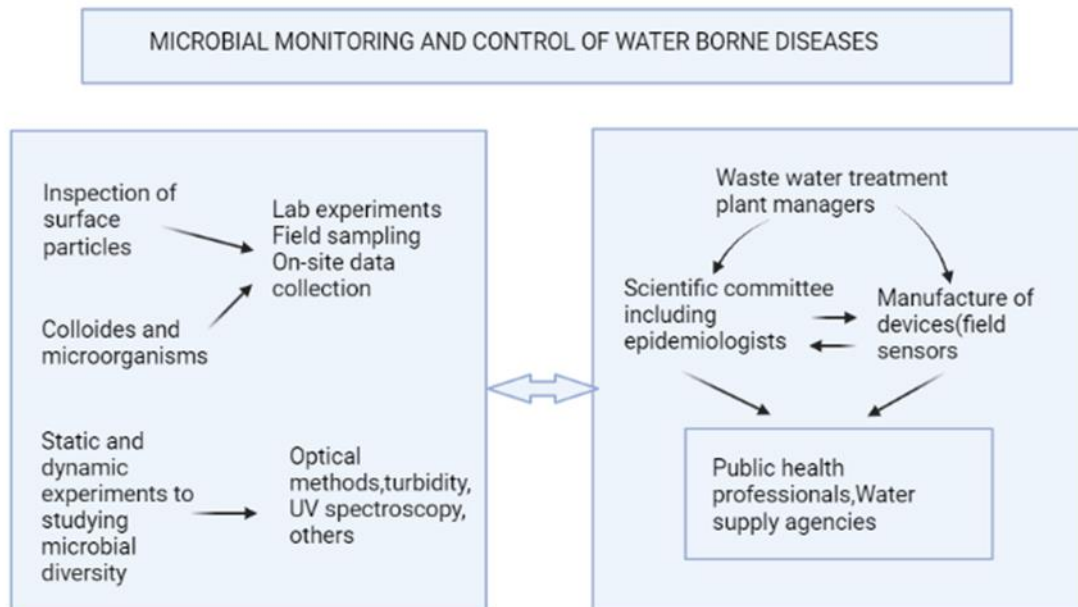 MICROBIAL MONITORING AND CONTROL OF WATER BORNE DISEASES
Inspection of
surface
particles
Lab experiments
Field sampling
On-site data
collection
Colloides and
microorganisms
Static and
dynamic
experiments to
studying
microbial
diversity
Optical
methods,turbidity,
UV spectroscopy,
others
Waste water treatment
plant managers
Scientific committee
including
epidemiologists
Manufacture of
devices(field
sensors
Public health
professionals,Water
supply agencies